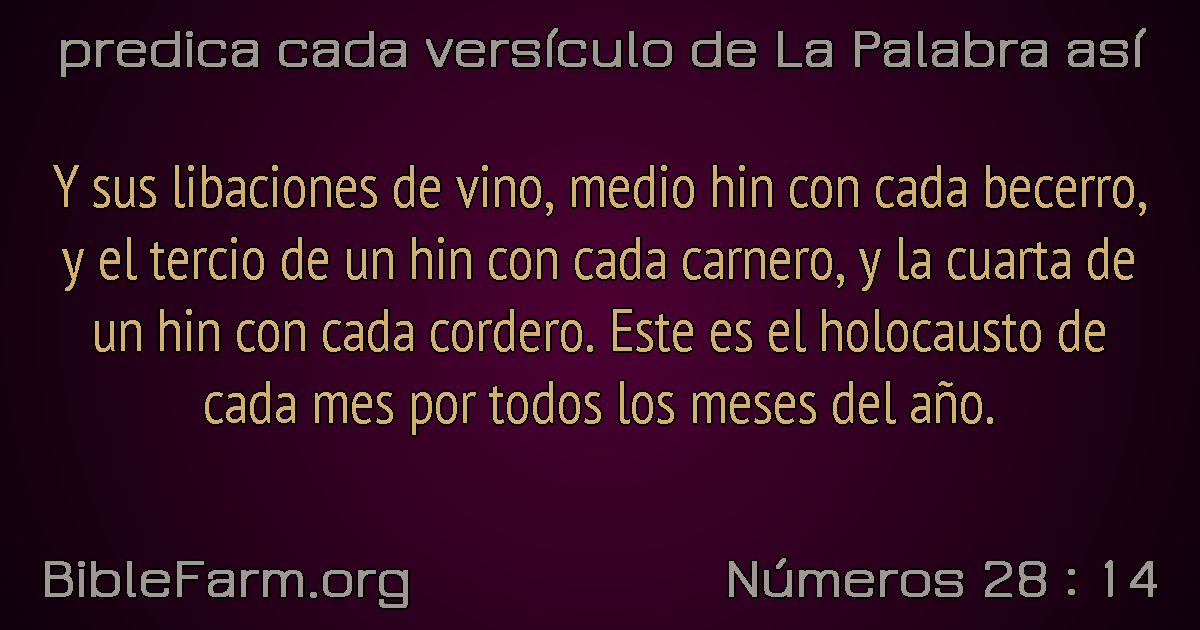 predica cada versículo de La Palabra así
Y sus libaciones de vino, medio hin con cada becerro,
y el tercio de un hin con cada carnero, y la cuarta de
un hin con cada cordero. Este es el holocausto de
cada mes por todos los meses del año.
BibleFarm.org
Números 28 : 14